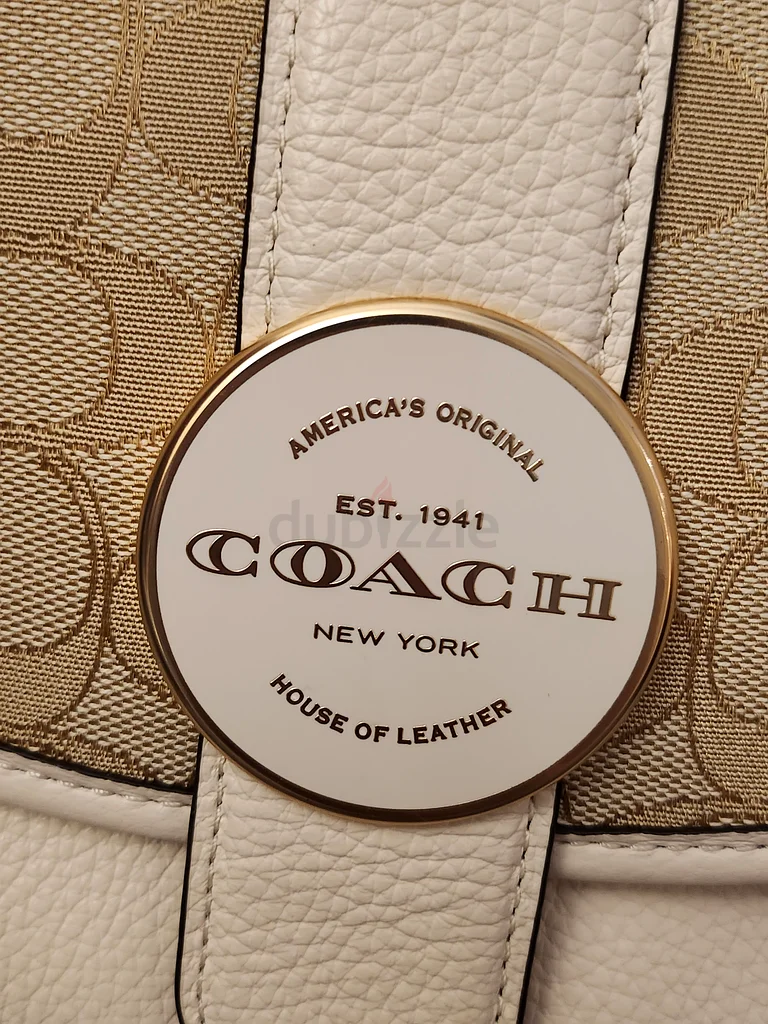 AMERICA'S ORIGINAL
EST. 1941
dubizzle
COACH
NEW YORK
HOUSE OF LEATHER